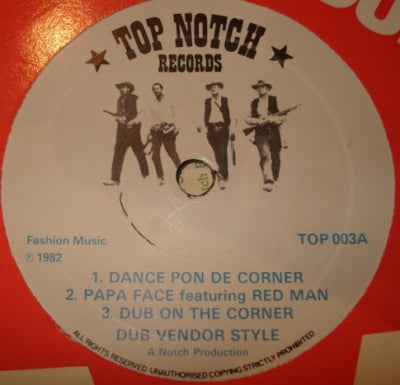 TOP NOTCH
RECORDS
Fashion Music
℗ 1982
TOP 003A
1. DANCE PON DE CORNER
2. PAPA FACE featuring RED MAN
3. DUB ON THE CORNER
DUB VENDOR STYLE
A Notch Production
ALL RIGHTS RESERVED. UNAUTHORISED COPYING STRICTLY PROHIBITED